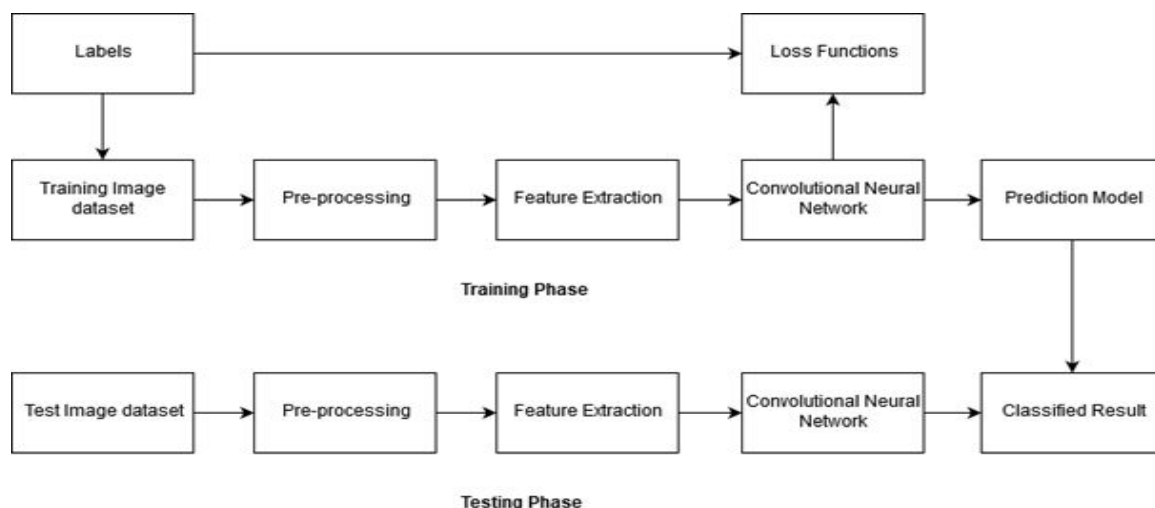 Labels
Loss Functions
Training Image
dataset
Pre-processing
Feature Extraction
Convolutional Neural
Network
Prediction Model
Training Phase
Test Image dataset
Pre-processing
Feature Extraction
Convolutional Neural
Network
Classified Result
Testing Phase